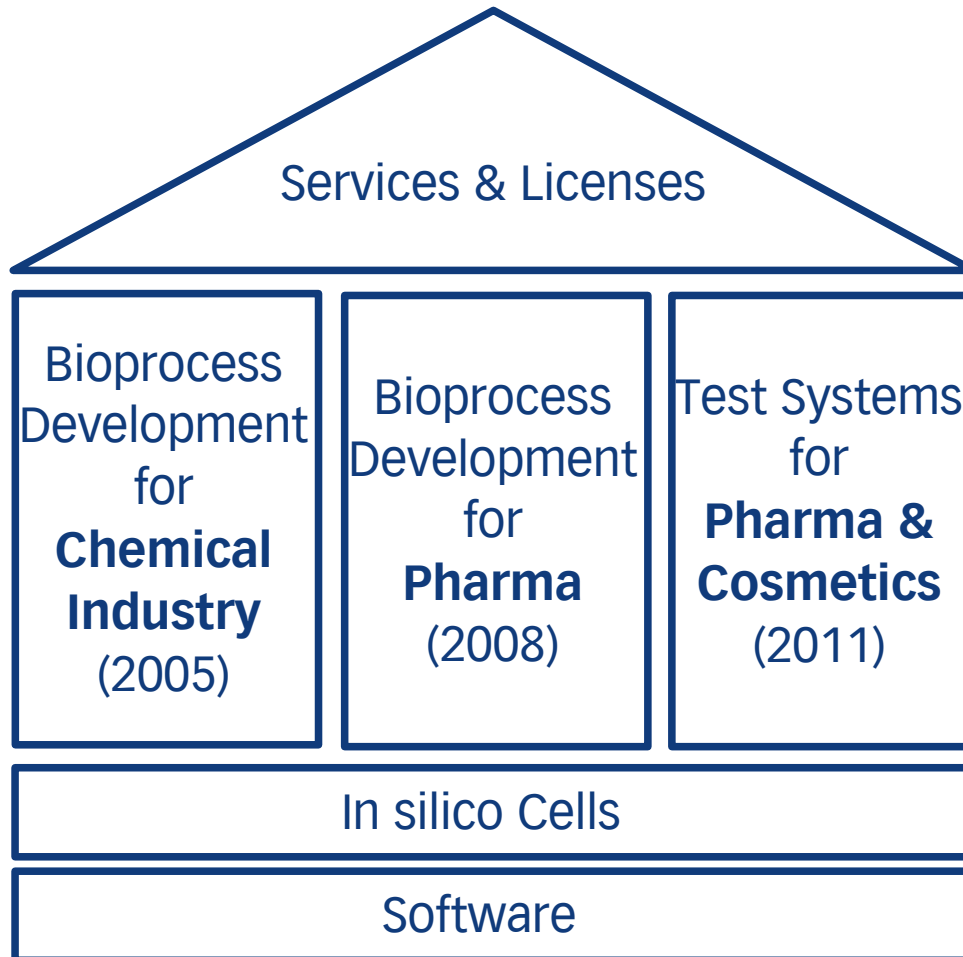 Services & Licenses
Bioprocess
Development
for
Chemical
Industry
(2005)
Bioprocess
Development
for
Pharma
(2008)
Test Systems
for
Pharma &
Cosmetics
(2011)
In silico Cells
Software